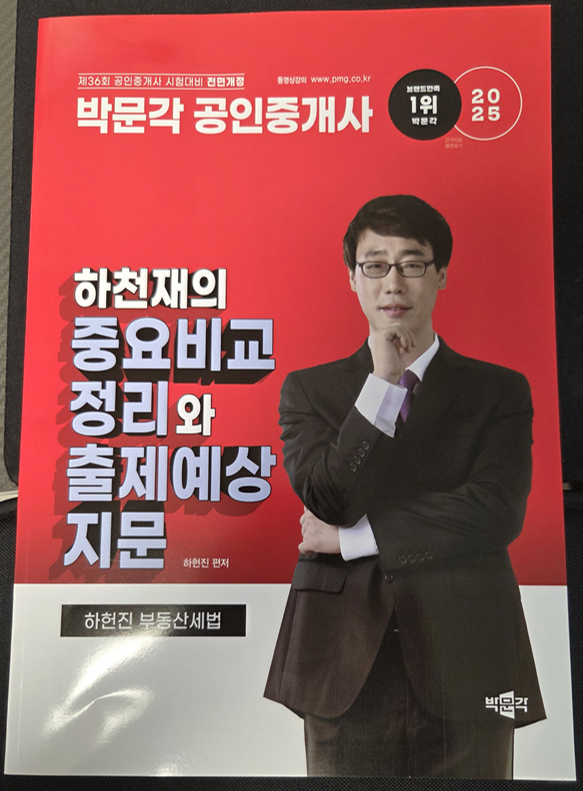 제36회 공인중개사 시험대비 전면개정
동영상강의 www.pmg.co.kr
박문각 공인중개사
브랜드만족
1위
박문각
20
25
하천재의
중요비교
정리와
출제예상
지문
하헌진 편저
하헌진 부동산세법
박문각